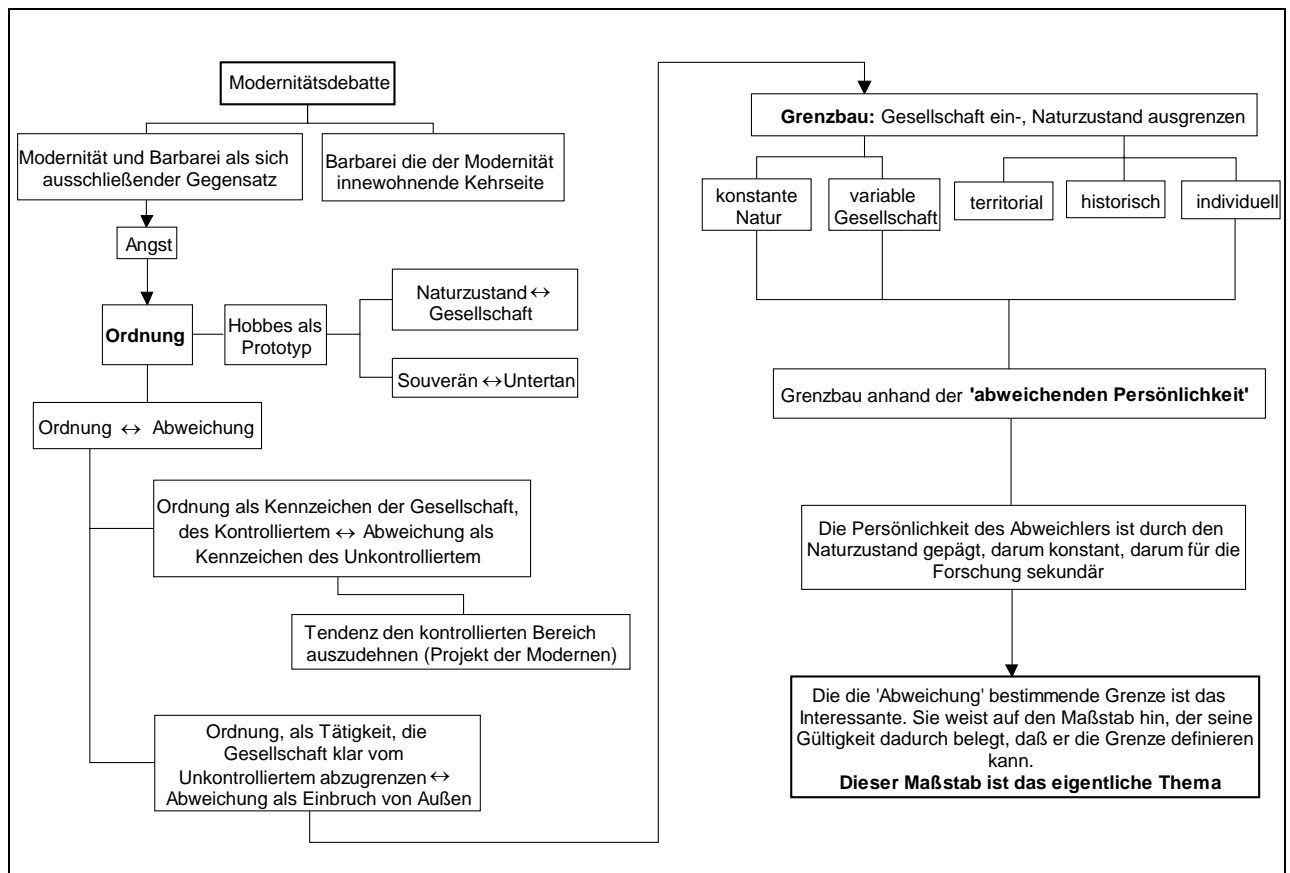 Modernitätsdebatte
Modernität und Barbarei als sich
ausschließender Gegensatz
Barbarei die der Modernität
innewohnende Kehrseite
Angst
Ordnung
Hobbes als
Prototyp
Naturzustand ↔
Gesellschaft
Souverän ↔Untertan
Ordnung ↔ Abweichung
Ordnung als Kennzeichen der Gesellschaft,
des Kontrolliertem ↔ Abweichung als
Kennzeichen des Unkontrolliertem
Tendenz den kontrollierten Bereich
auszudehnen (Projekt der Modernen)
Ordnung, als Tätigkeit, die
Gesellschaft klar vom
Unkontrolliertem abzugrenzen ↔
Abweichung als Einbruch von Außen
Grenzbau: Gesellschaft ein-, Naturzustand ausgrenzen
konstante
Natur
variable
Gesellschaft
territorial
historisch
individuell
Grenzbau anhand der 'abweichenden Persönlichkeit'
Die Persönlichkeit des Abweichlers ist durch den
Naturzustand gepägt, darum konstant, darum für die
Forschung sekundär
Die die 'Abweichung' bestimmende Grenze ist das
Interessante. Sie weist auf den Maßstab hin, der seine
Gültigkeit dadurch belegt, daß er die Grenze definieren
kann.
Dieser Maßstab ist das eigentliche Thema